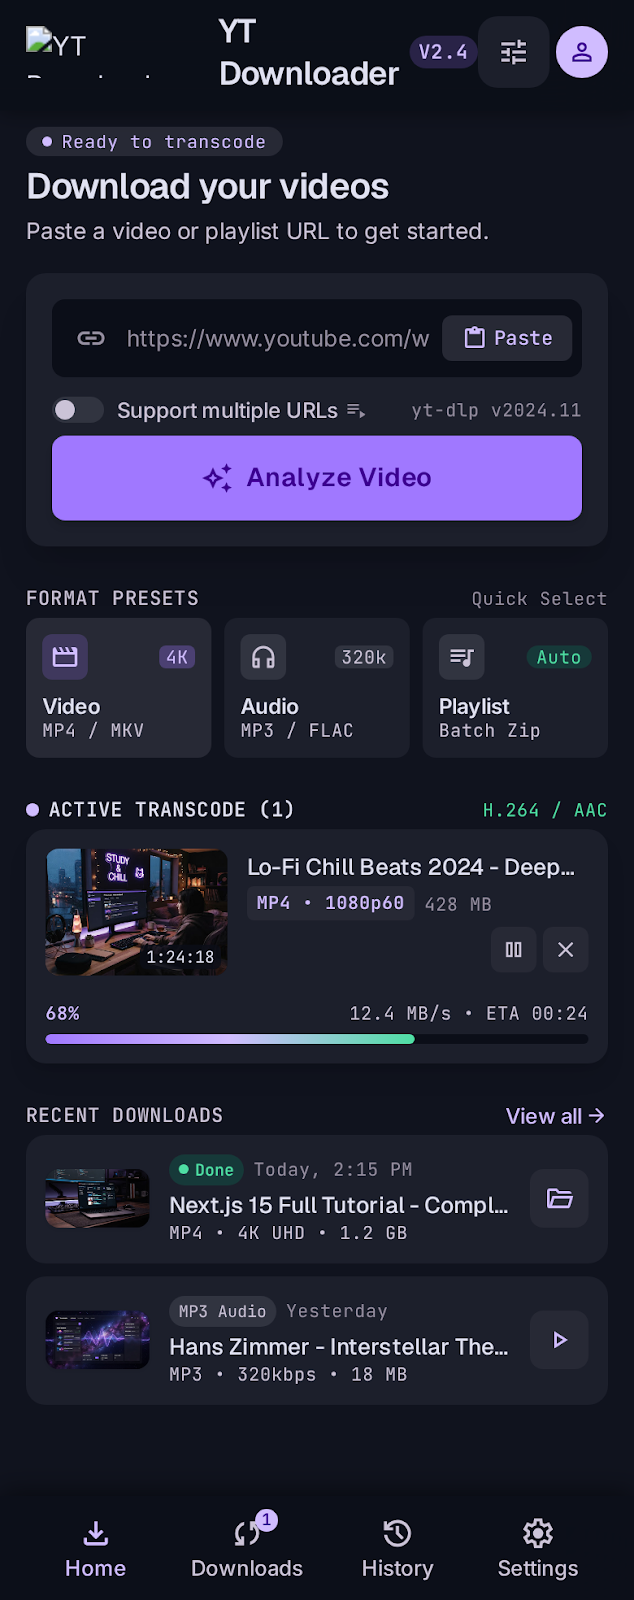 YT
YT
Downloader
V2.4
Ready to transcode
Download your videos
Paste a video or playlist URL to get started.
https://www.youtube.com/w
Paste
Support multiple URLs
yt-dlp v2024.11
Analyze Video
FORMAT PRESETS
Quick Select
4K
Video
MP4 / MKV
320k
Audio
MP3 / FLAC
Auto
Playlist
Batch Zip
ACTIVE TRANSCODE (1)
H.264 / AAC
STUDY
&
CHILL
1:24:18
Lo-Fi Chill Beats 2024 - Deep...
MP4 • 1080p60
428 MB
68%
12.4 MB/s • ETA 00:24
RECENT DOWNLOADS
View all →
Done
Today, 2:15 PM
Next.js 15 Full Tutorial - Compl...
MP4 • 4K UHD • 1.2 GB
MP3 Audio
Yesterday
Hans Zimmer - Interstellar The...
MP3 • 320kbps • 18 MB
1
Home
Downloads
History
Settings